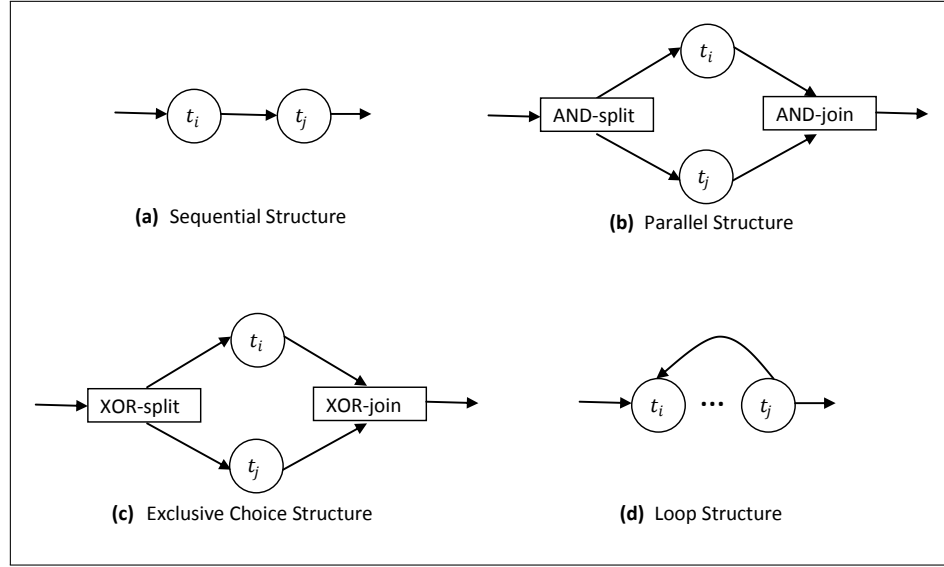 t_i t_j
(a) Sequential Structure
t_i
AND-split AND-join
t_j
(b) Parallel Structure
t_i
XOR-split XOR-join
t_j
(c) Exclusive Choice Structure
t_i ... t_j
(d) Loop Structure